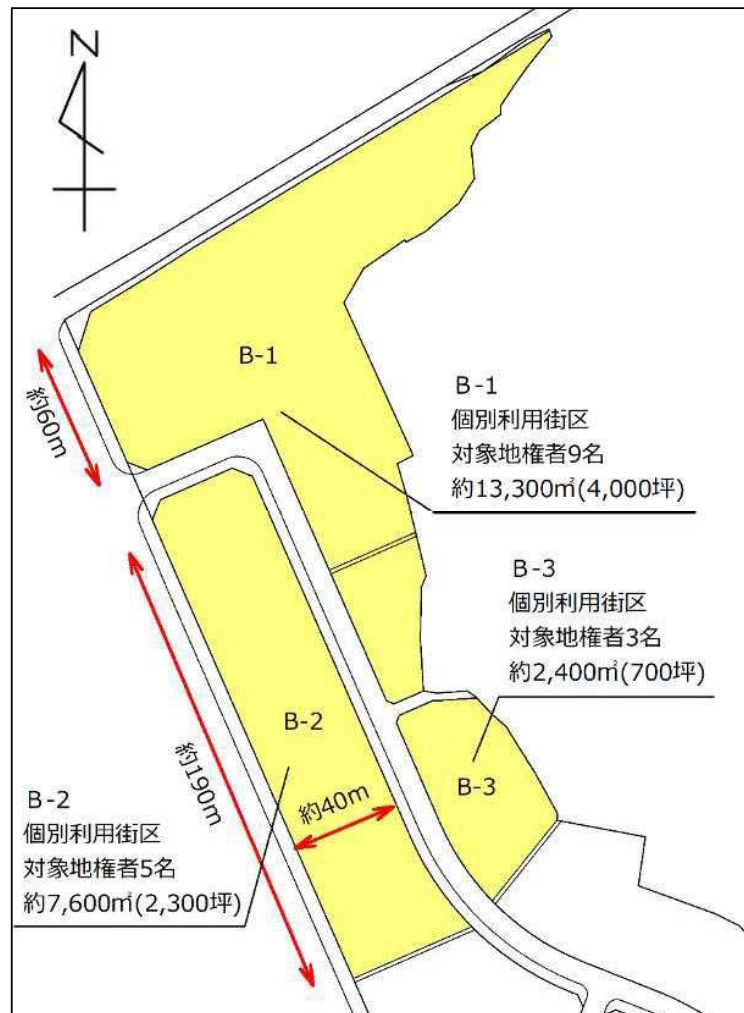 N
B-1
約60m
B-1
個別利用街区
対象地権者9名
約13,300㎡(4,000坪)
B-3
個別利用街区
対象地権者3名
約2,400㎡(700坪)
B-2
約190m
約40m
B-3
B-2
個別利用街区
対象地権者5名
約7,600㎡(2,300坪)